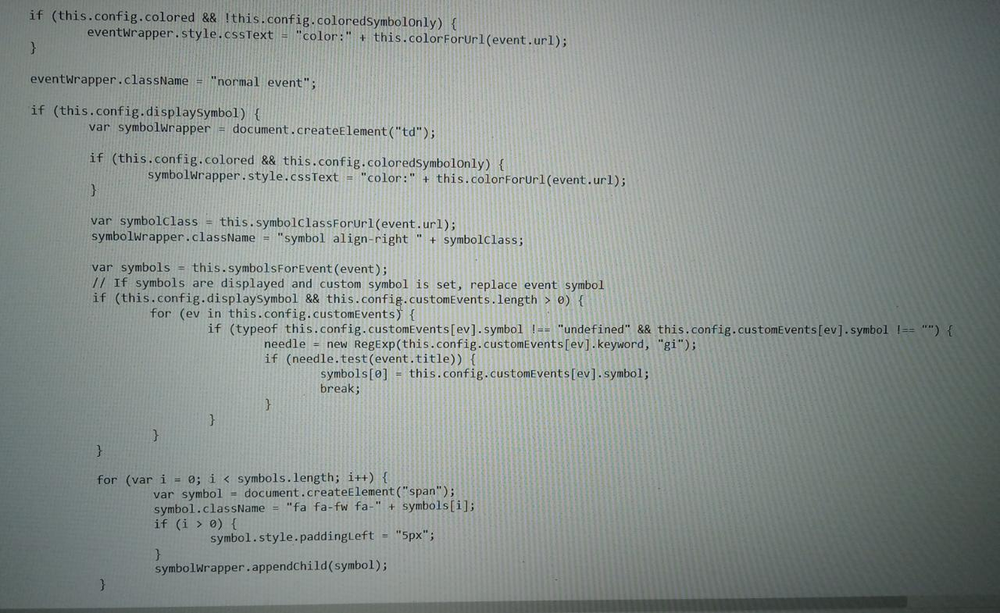 if (this.config.colored && !this.config.coloredSymbolOnly) {
eventWrapper.style.cssText = "color:" + this.colorForUrl(event.url);
}
eventWrapper.className = "normal event";
if (this.config.displaySymbol) {
var symbolWrapper = document.createElement("td");
if (this.config.colored && this.config.coloredSymbolOnly) {
symbolWrapper.style.cssText = "color:" + this.colorForUrl(event.url);
}
var symbolClass = this.symbolClassForUrl(event.url);
symbolWrapper.className = "symbol align-right " + symbolClass;
var symbols = this.symbolsForEvent(event);
// If symbols are displayed and custom symbol is set, replace event symbol
if (this.config.displaySymbol && this.config.customEvents.length > 0) {
for (ev in this.config.customEvents) {
if (typeof this.config.customEvents[ev].symbol !== "undefined" && this.config.customEvents[ev].symbol !== "") {
needle = new RegExp(this.config.customEvents[ev].keyword, "gi");
if (needle.test(event.title)) {
symbols[0] = this.config.customEvents[ev].symbol;
break;
}
}
}
}
for (var i = 0; i < symbols.length; i++) {
var symbol = document.createElement("span");
symbol.className = "fa fa-fw fa-" + symbols[i];
if (i > 0) {
symbol.style.paddingLeft = "5px";
}
symbolWrapper.appendChild(symbol);
}